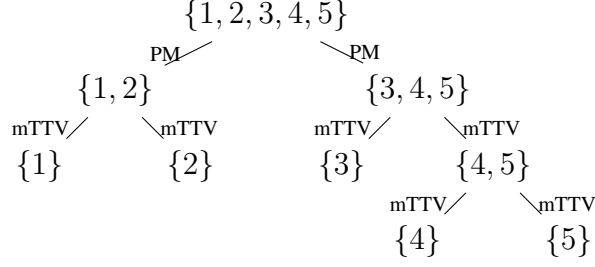 {1, 2, 3, 4, 5}
PM PM
{1, 2} {3, 4, 5}
mTTV mTTV mTTV mTTV
{1} {2} {3} {4, 5}
mTTV mTTV
{4} {5}